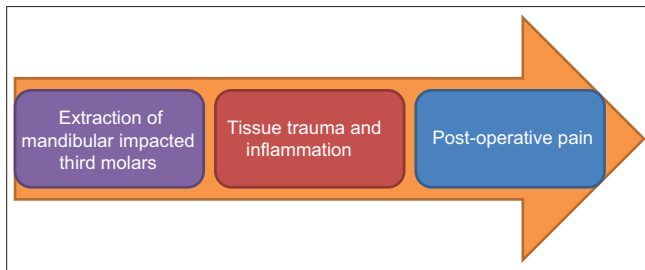 Extraction of
mandibular impacted
third molars
Tissue trauma and
inflammation
Post-operative pain